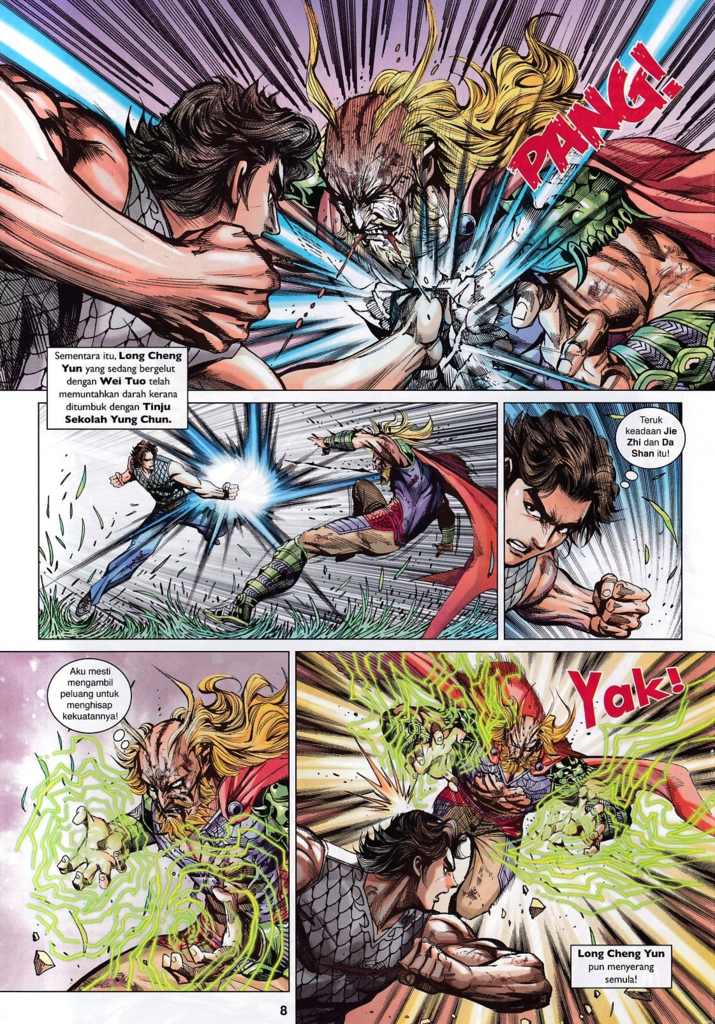 PANG!
Sementara itu, Long Cheng
Yun yang sedang bergelut
dengan Wei Tuo telah
memuntahkan darah kerana
ditumbuk dengan Tinju
Sekolah Yung Chun.
Teruk
keadaan Jie
Zhi dan Da
Shan itu!
Aku mesti
mengambil
peluang untuk
menghisap
kekuatannya!
Yak!
Long Cheng Yun
pun menyerang
semula!
8